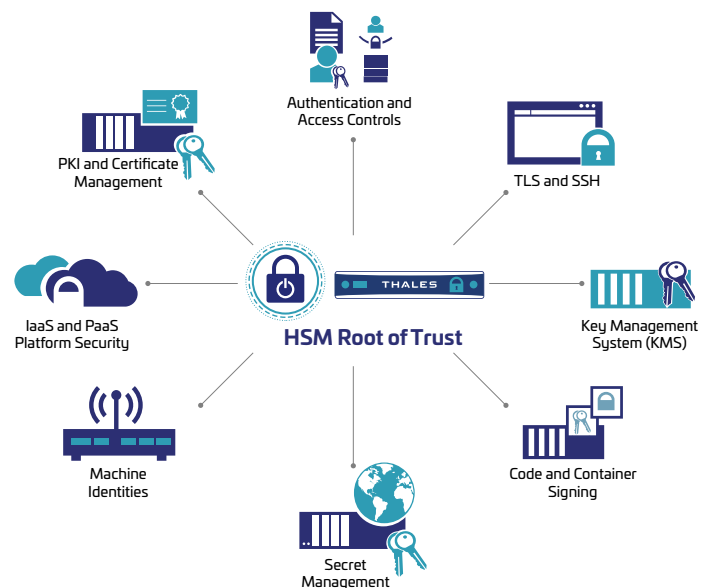 Authentication and
Access Controls
PKI and Certificate
Management
TLS and SSH
THALES
IaaS and PaaS
Platform Security
HSM Root of Trust
Key Management
System (KMS)
Machine
Identities
Code and Container
Signing
Secret
Management